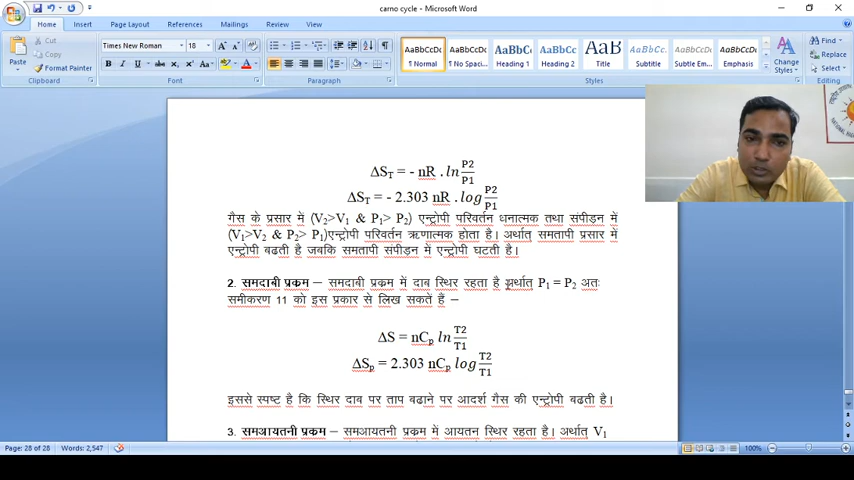 carno cycle - Microsoft Word
Home Insert Page Layout References Mailings Review View
Cut
Copy
Format Painter
Paste
Clipboard
Times New Roman 18
Font
Paragraph
AaBbCcDc AaBbCcDc AaBbC AaBbCc AaB AaBbCc. AaBbCcDc AaBbCcDc
¶ Normal ¶ No Spaci... Heading 1 Heading 2 Title Subtitle Subtle Em... Emphasis
Styles
Change Styles
Find
Replace
Select
Editing
ΔST = - nR .ln P2/P1
ΔST = - 2.303 nR .log P2/P1
गैस के प्रसार में (V2>V1 & P1> P2) एन्ट्रोपी परिवर्तन धनात्मक तथा संपीड़न में
(V1>V2 & P2> P1)एन्ट्रोपी परिवर्तन ऋणात्मक होता है। अर्थात् समतापी प्रसार में
एन्ट्रोपी बढती है जबकि समतापी संपीड़न में एन्ट्रोपी घटती है।
2. समदाबी प्रक्रम – समदाबी प्रक्रम में दाब स्थिर रहता है अर्थात P1 = P2 अतः
समीकरण 11 को इस प्रकार से लिख सकतें हैं –
ΔS = nCp ln T2/T1
ΔSp = 2.303 nCp log T2/T1
इससे स्पष्ट है कि स्थिर दाब पर ताप बढाने पर आदर्श गैस की एन्ट्रोपी बढती है।
3. समआयतनी प्रक्रम – समआयतनी प्रक्रम में आयतन स्थिर रहता है। अर्थात् V1
Page: 28 of 28 Words: 2,547 100%